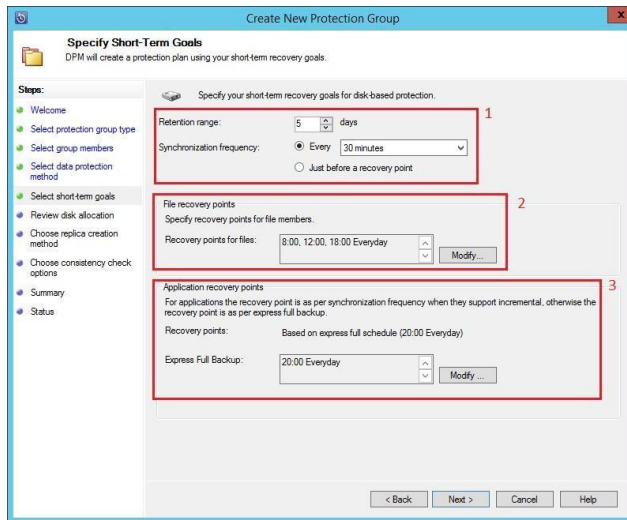 Create New Protection Group
x
Specify Short-Term Goals
DPM will create a protection plan using your short-term recovery goals.
Steps:
Welcome
Select protection group type
Select group members
Select data protection
method
Select short-term goals
Review disk allocation
Choose replica creation
method
Choose consistency check
options
Summary
Status
Specify your short-term recovery goals for disk-based protection.
1
Retention range: 5 days
Synchronization frequency: Every 30 minutes
Just before a recovery point
2
File recovery points
Specify recovery points for file members.
Recovery points for files: 8:00, 12:00, 18:00 Everyday
Modify...
3
Application recovery points
For applications the recovery point is as per synchronization frequency when they support incremental, otherwise the
recovery point is as per express full backup.
Recovery points: Based on express full schedule (20:00 Everyday)
Express Full Backup: 20:00 Everyday
Modify ...
< Back Next > Cancel Help